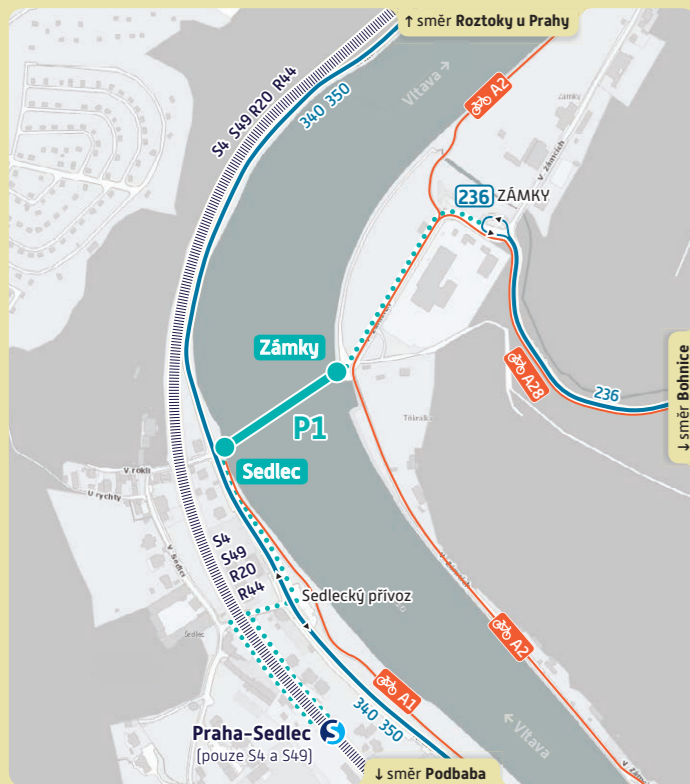 ↑ směr Roztoky u Prahy
S4 S49 R20 R44
340 350
Vltava →
A2
V Zámcích
Zámky
236 ZÁMKY
Zámky
P1
Sedlec
A28
236
↓ směr Bohnice
V rokli
U rychty
V Sedlci
S4
S49
R20
R44
Sedlecký přívoz
Sedlec
V Zámcích
A2
A1
340 350
← Vltava
Praha-Sedlec
(pouze S4 a S49)
↓ směr Podbaba